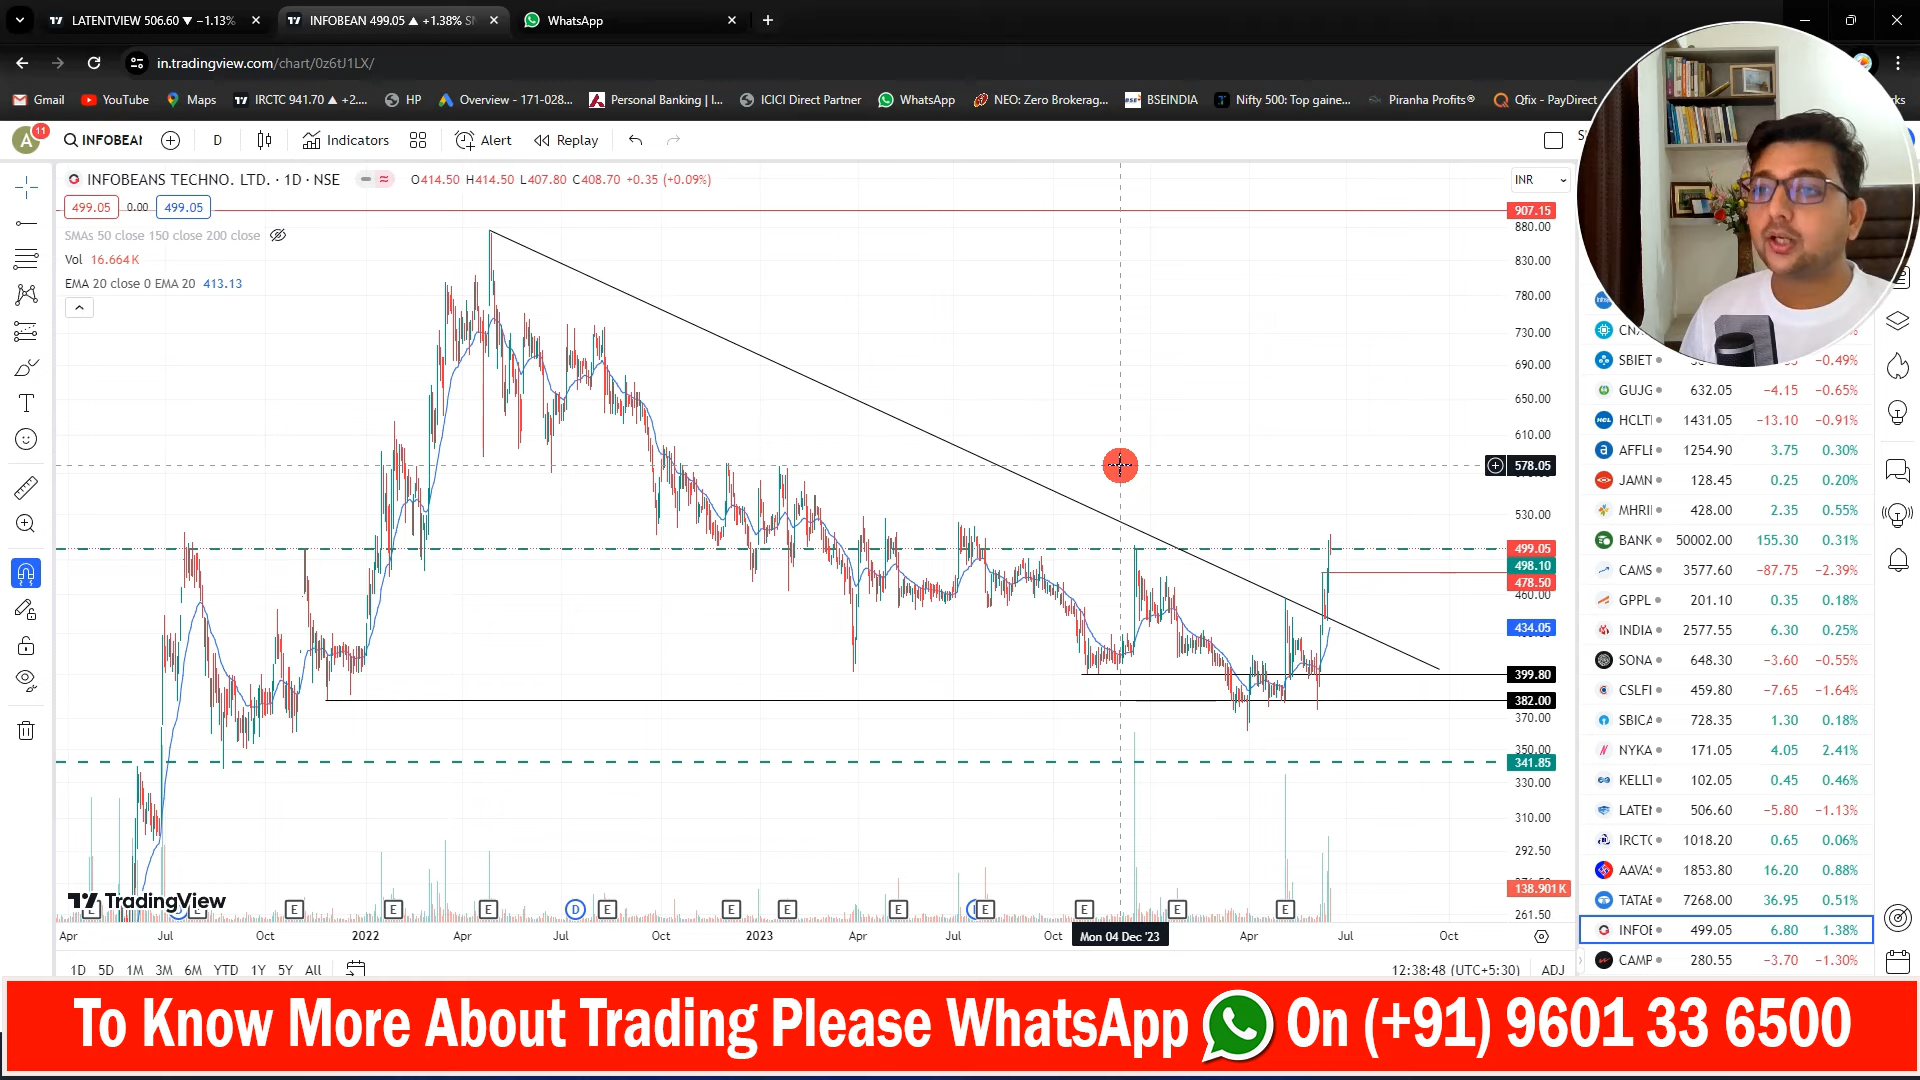 LATENTVIEW 506.60 ▼ −1.13%
INFOBEAN 499.05 ▲ +1.38%
WhatsApp
in.tradingview.com/chart/0z6tJ1LX/
Gmail
YouTube
Maps
IRCTC 941.70 ▲ +2....
HP
Overview - 171-028...
Personal Banking | I...
ICICI Direct Partner
WhatsApp
NEO: Zero Brokerag...
BSEINDIA
Nifty 500: Top gaine...
Piranha Profits®
Qfix - PayDirect
A 11
INFOBEAN
D
Indicators
Alert
Replay
INFOBEANS TECHNO. LTD. · 1D · NSE
O414.50 H414.50 L407.80 C408.70 +0.35 (+0.09%)
INR
499.05 0.00 499.05
SMAs 50 close 150 close 200 close
Vol 16.664K
EMA 20 close 0 EMA 20 413.13
907.15
880.00
830.00
780.00
730.00
690.00
650.00
610.00
578.05
530.00
499.05
498.10
478.50
460.00
434.05
399.80
382.00
370.00
350.00
341.85
330.00
310.00
292.50
138.901K
261.50
SBIET −0.49%
GUJG 632.05 −4.15 −0.65%
HCLT 1431.05 −13.10 −0.91%
AFFLE 1254.90 3.75 0.30%
JAMN 128.45 0.25 0.20%
MHRI 428.00 2.35 0.55%
BANK 50002.00 155.30 0.31%
CAMS 3577.60 −87.75 −2.39%
GPPL 201.10 0.35 0.18%
INDIA 2577.55 6.30 0.25%
SONA 648.30 −3.60 −0.55%
CSLFI 459.80 −7.65 −1.64%
SBICA 728.35 1.30 0.18%
NYKA 171.05 4.05 2.41%
KELLT 102.05 0.45 0.46%
LATEN 506.60 −5.80 −1.13%
IRCTC 1018.20 0.65 0.06%
AAVAS 1853.80 16.20 0.88%
TATAE 7268.00 36.95 0.51%
INFOE 499.05 6.80 1.38%
CAMP 280.55 −3.70 −1.30%
TradingView
E E E E E D E E E E E E E E
Apr Jul Oct 2022 Apr Jul Oct 2023 Apr Jul Oct Mon 04 Dec '23 Apr Jul Oct
1D 5D 1M 3M 6M YTD 1Y 5Y All
12:38:48 (UTC+5:30) ADJ
To Know More About Trading Please WhatsApp On (+91) 9601 33 6500